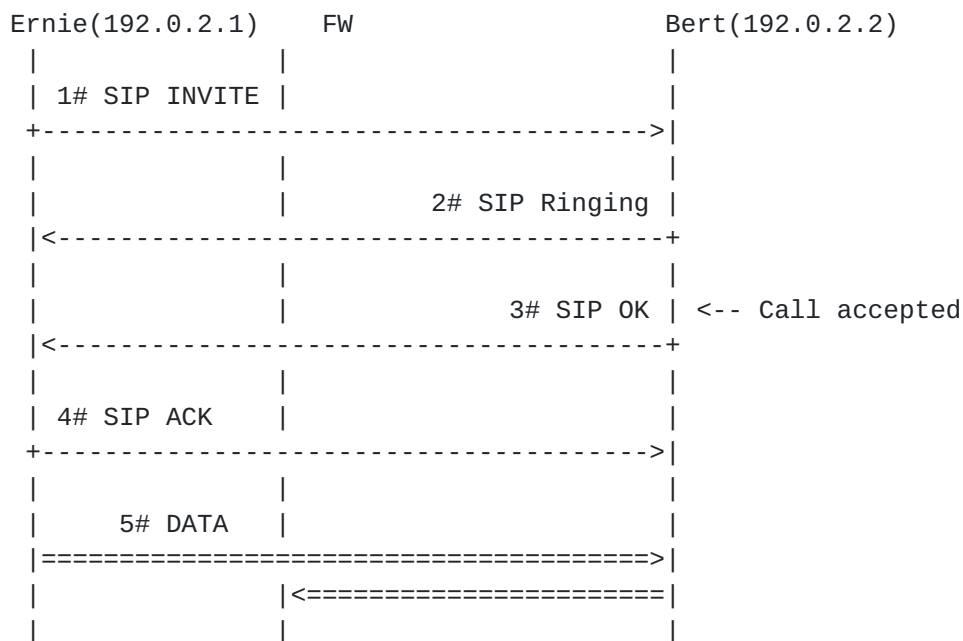 Ernie(192.0.2.1) FW Bert(192.0.2.2)
1# SIP INVITE
2# SIP Ringing
3# SIP OK <-- Call accepted
4# SIP ACK
5# DATA